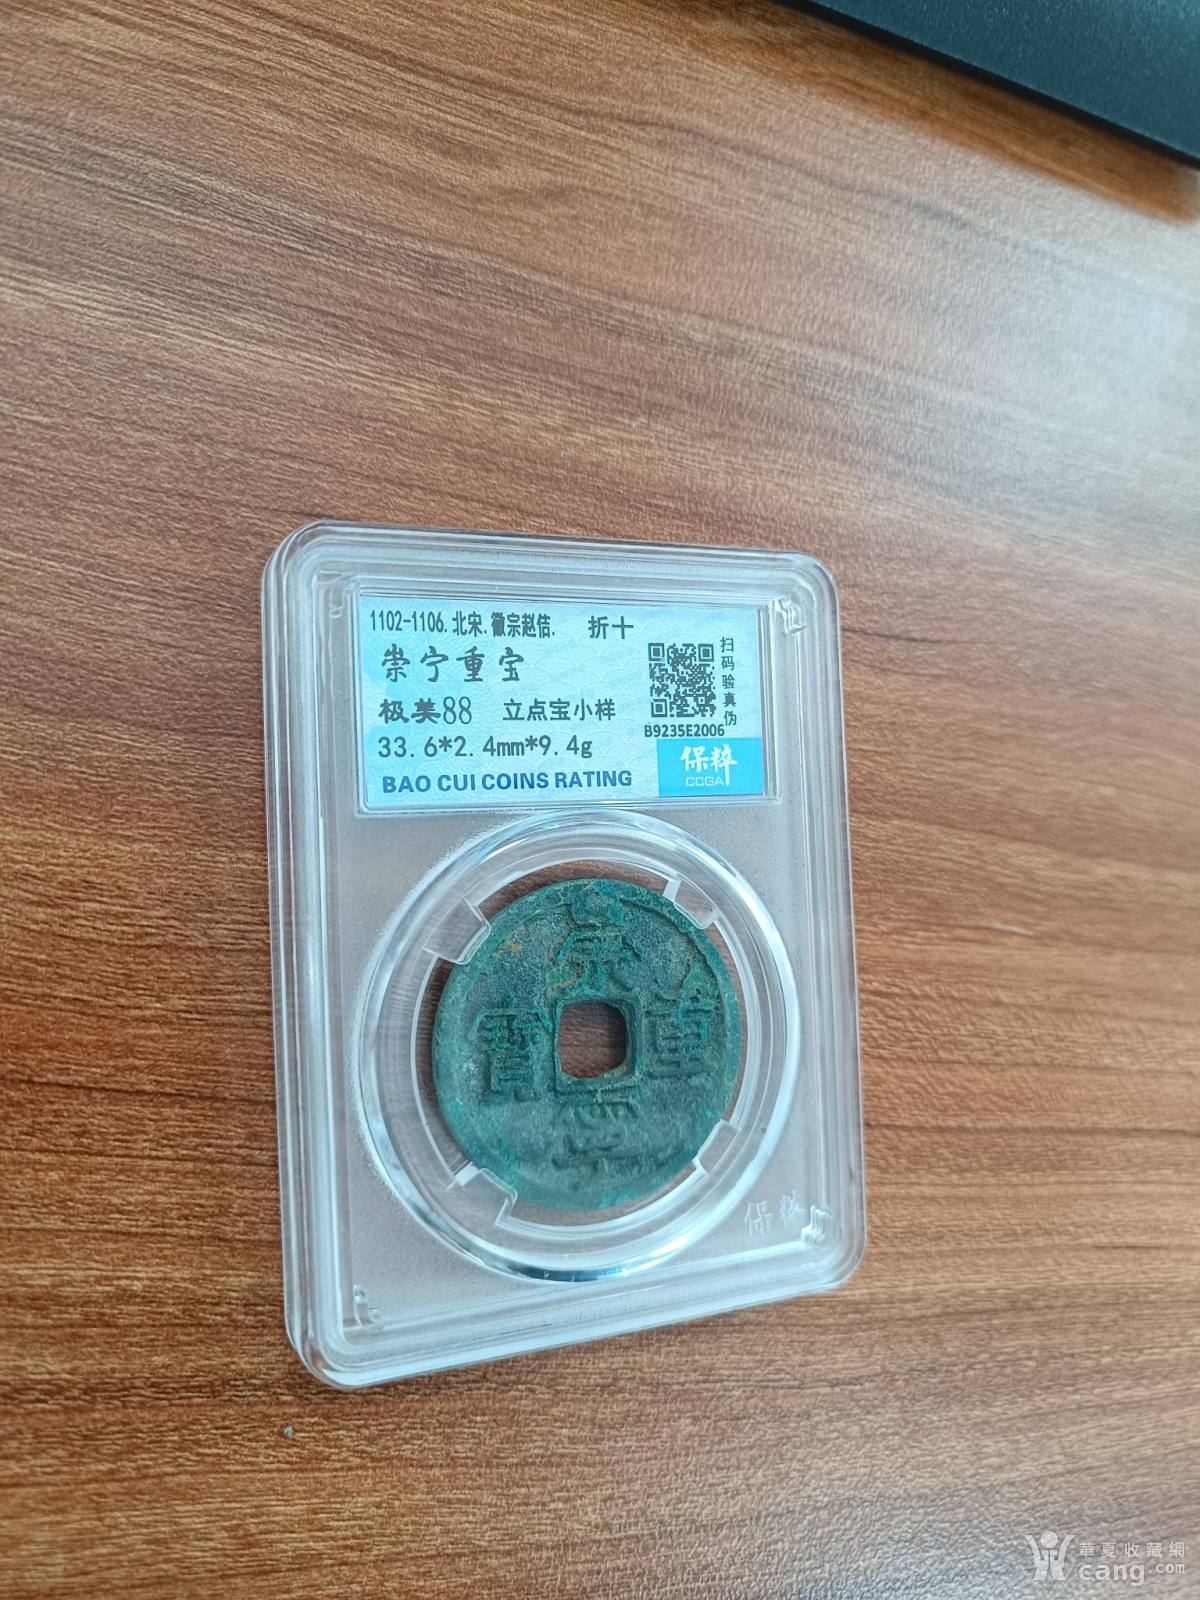 1102-1106.北宋.徽宗赵佶. 折十
崇宁重宝
极美88 立点宝小样
33.6*2.4mm*9.4g
BAO CUI COINS RATING
扫码验真伪
B9235E2006
保粹
CCGA
崇
重
寶
寧
保粹
華夏收藏網
cang.com